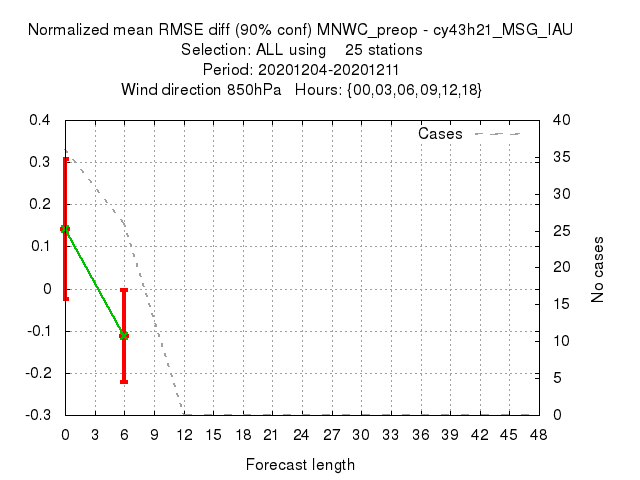 Normalized mean RMSE diff (90% conf) MNWC_preop - cy43h21_MSG_IAU
Selection: ALL using 25 stations
Period: 20201204-20201211
Wind direction 850hPa Hours: {00,03,06,09,12,18}
Cases
0.4
0.3
0.2
0.1
0
-0.1
-0.2
-0.3
40
35
30
25
20
15
10
5
0
No cases
0 3 6 9 12 15 18 21 24 27 30 33 36 39 42 45 48
Forecast length